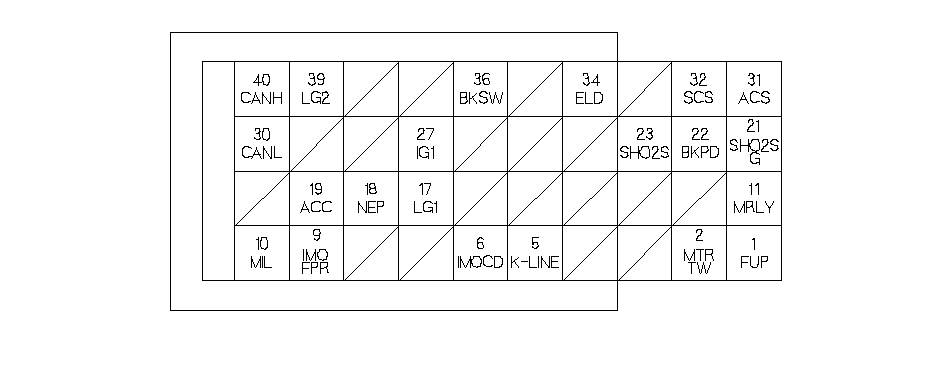 40 39 36 34 32 31
CANH LG2 BKSW ELD SCS ACS
30 27 23 22 21
CANL IG1 SHO2S BKPD SHO2S
G
19 18 17 11
ACC NEP LG1 MRLY
10 9 6 5 2 1
MIL IMO IMOCD K-LINE MTR FUP
FPR TW